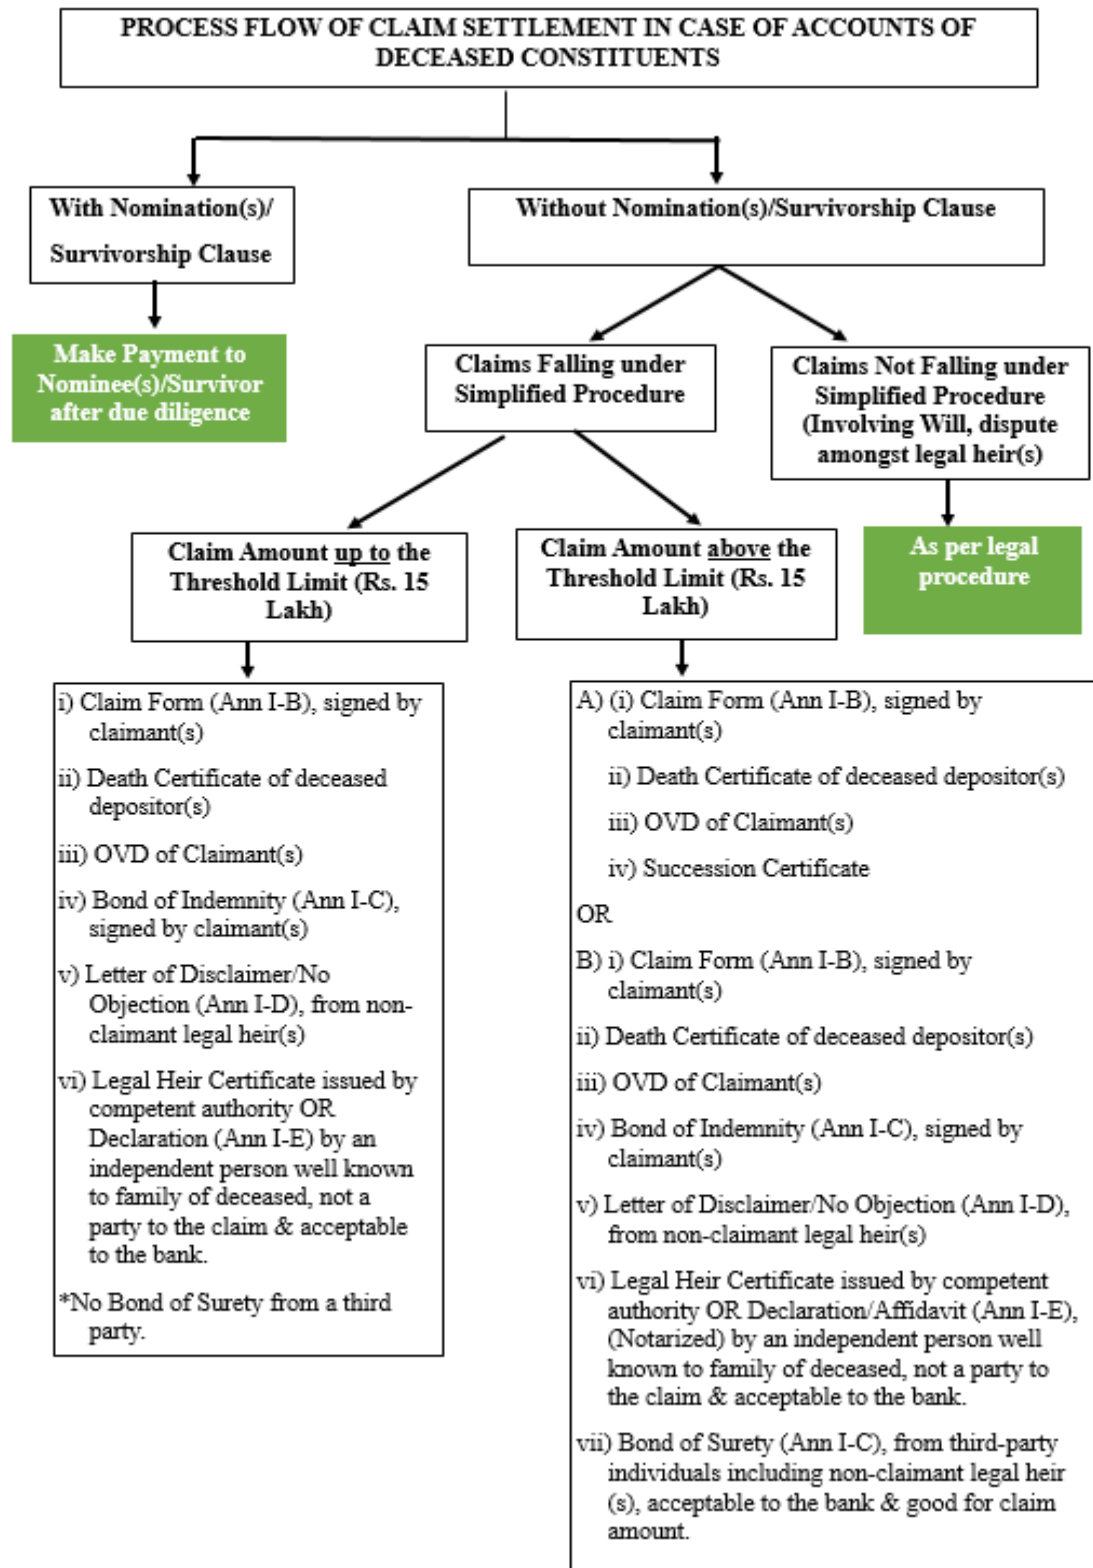 PROCESS FLOW OF CLAIM SETTLEMENT IN CASE OF ACCOUNTS OF
DECEASED CONSTITUENTS
With Nomination(s)/
Survivorship Clause
Without Nomination(s)/Survivorship Clause
Make Payment to
Nominee(s)/Survivor
after due diligence
Claims Falling under
Simplified Procedure
Claims Not Falling under
Simplified Procedure
(Involving Will, dispute
amongst legal heir(s)
Claim Amount up to the
Threshold Limit (Rs. 15
Lakh)
Claim Amount above the
Threshold Limit (Rs. 15
Lakh)
As per legal
procedure
i) Claim Form (Ann I-B), signed by
claimant(s)
ii) Death Certificate of deceased
depositor(s)
iii) OVD of Claimant(s)
iv) Bond of Indemnity (Ann I-C),
signed by claimant(s)
v) Letter of Disclaimer/No
Objection (Ann I-D), from non-
claimant legal heir(s)
vi) Legal Heir Certificate issued by
competent authority OR
Declaration (Ann I-E) by an
independent person well known
to family of deceased, not a
party to the claim & acceptable
to the bank.
*No Bond of Surety from a third
party.
A) (i) Claim Form (Ann I-B), signed by
claimant(s)
ii) Death Certificate of deceased depositor(s)
iii) OVD of Claimant(s)
iv) Succession Certificate
OR
B) i) Claim Form (Ann I-B), signed by
claimant(s)
ii) Death Certificate of deceased depositor(s)
iii) OVD of Claimant(s)
iv) Bond of Indemnity (Ann I-C), signed by
claimant(s)
v) Letter of Disclaimer/No Objection (Ann I-D),
from non-claimant legal heir(s)
vi) Legal Heir Certificate issued by competent
authority OR Declaration/Affidavit (Ann I-E),
(Notarized) by an independent person well
known to family of deceased, not a party to
the claim & acceptable to the bank.
vii) Bond of Surety (Ann I-C), from third-party
individuals including non-claimant legal heir
(s), acceptable to the bank & good for claim
amount.